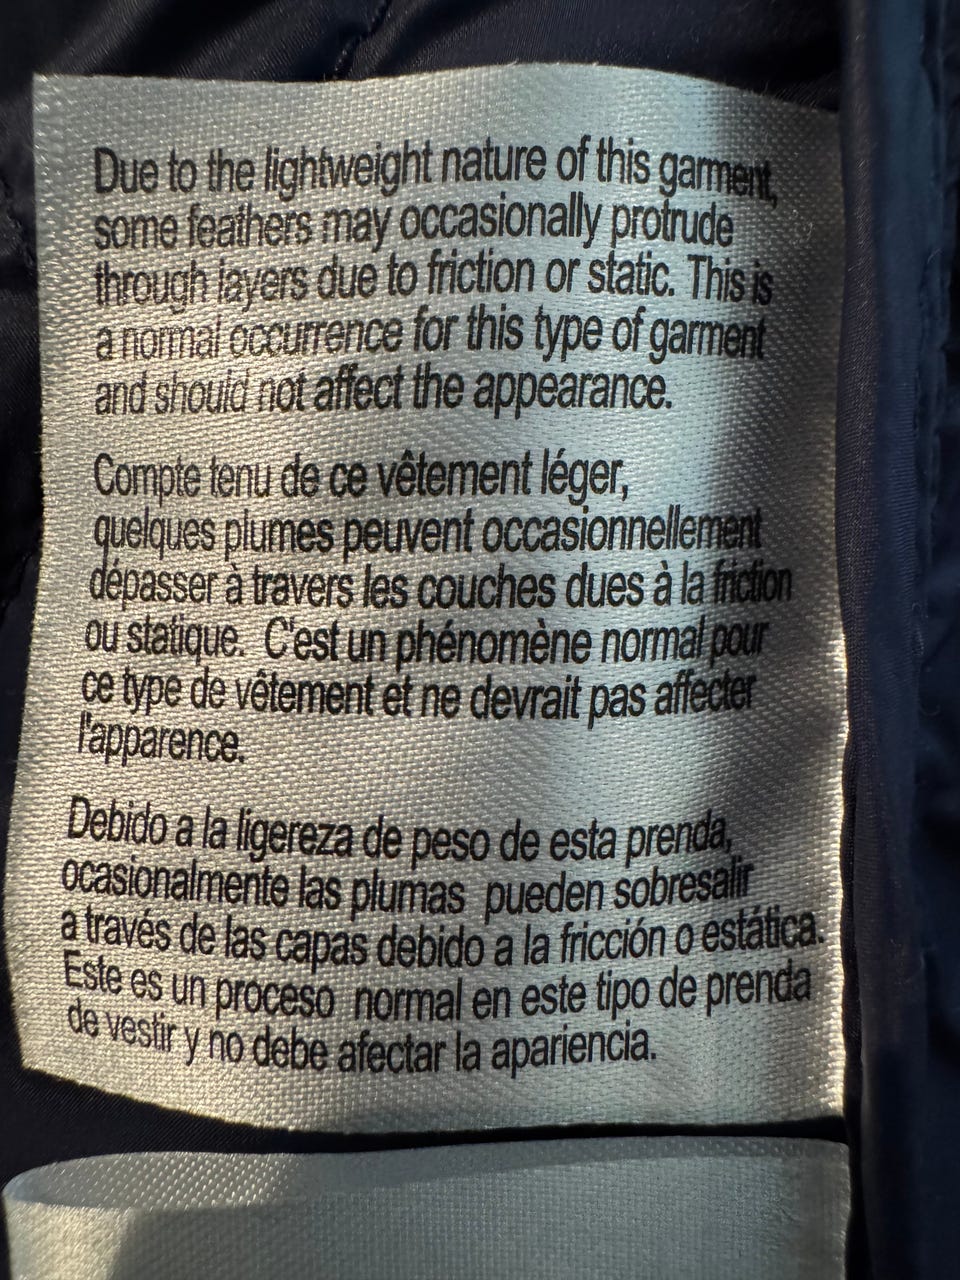 Due to the lightweight nature of this garment,
some feathers may occasionally protrude
through layers due to friction or static. This is
a normal occurrence for this type of garment
and should not affect the appearance.
Compte tenu de ce vêtement léger,
quelques plumes peuvent occasionnellement
dépasser à travers les couches dues à la friction
ou statique. C'est un phénomène normal pour
ce type de vêtement et ne devrait pas affecter
l'apparence.
Debido a la ligereza de peso de esta prenda,
ocasionalmente las plumas pueden sobresalir
a través de las capas debido a la fricción o estática.
Este es un proceso normal en este tipo de prenda
de vestir y no debe afectar la apariencia.